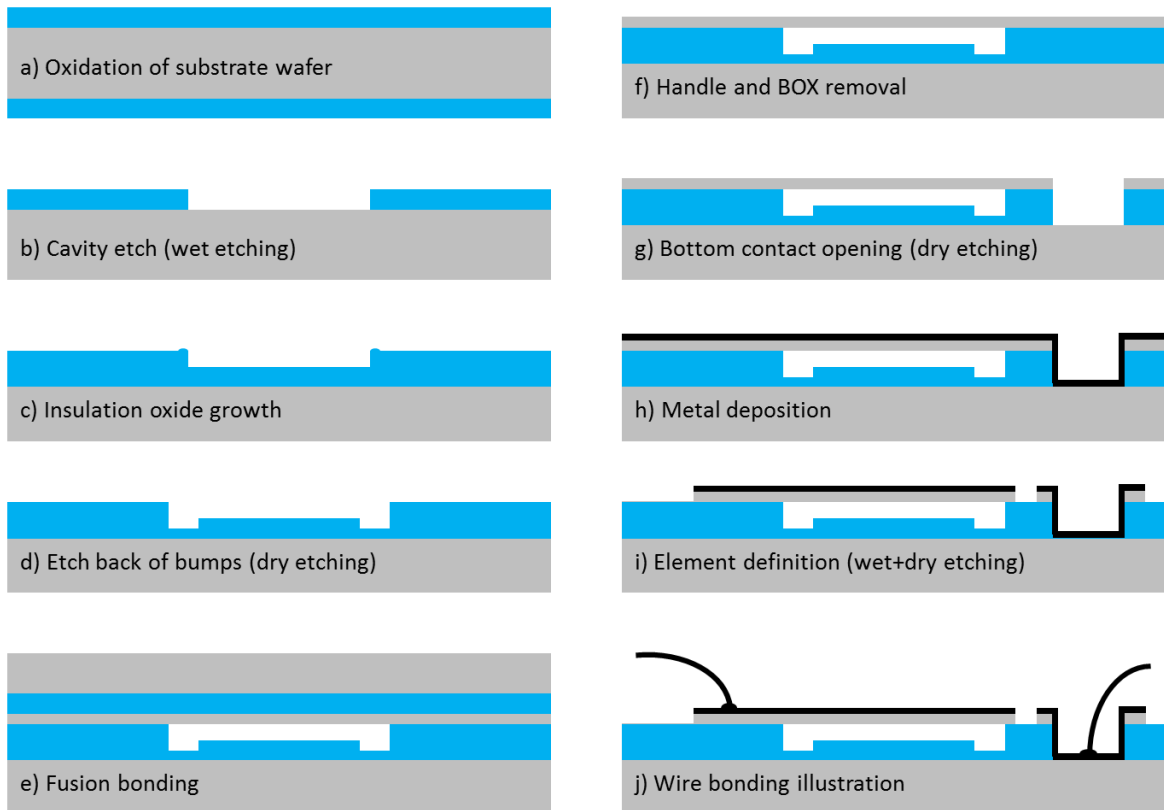 a) Oxidation of substrate wafer
b) Cavity etch (wet etching)
c) Insulation oxide growth
d) Etch back of bumps (dry etching)
e) Fusion bonding
f) Handle and BOX removal
g) Bottom contact opening (dry etching)
h) Metal deposition
i) Element definition (wet+dry etching)
j) Wire bonding illustration